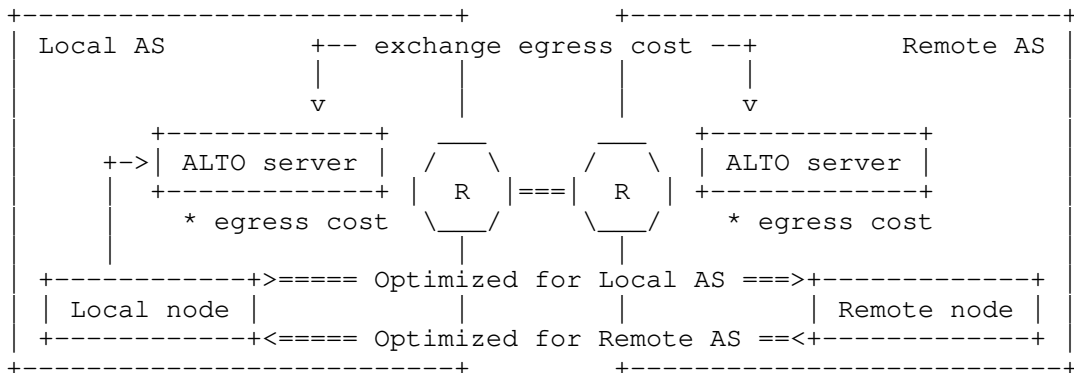 Local AS +-- exchange egress cost --+ Remote AS
v v
+->| ALTO server | | ALTO server |
| R |===| R |
* egress cost * egress cost
>===== Optimized for Local AS ===>
Local node Remote node
<===== Optimized for Remote AS ==<